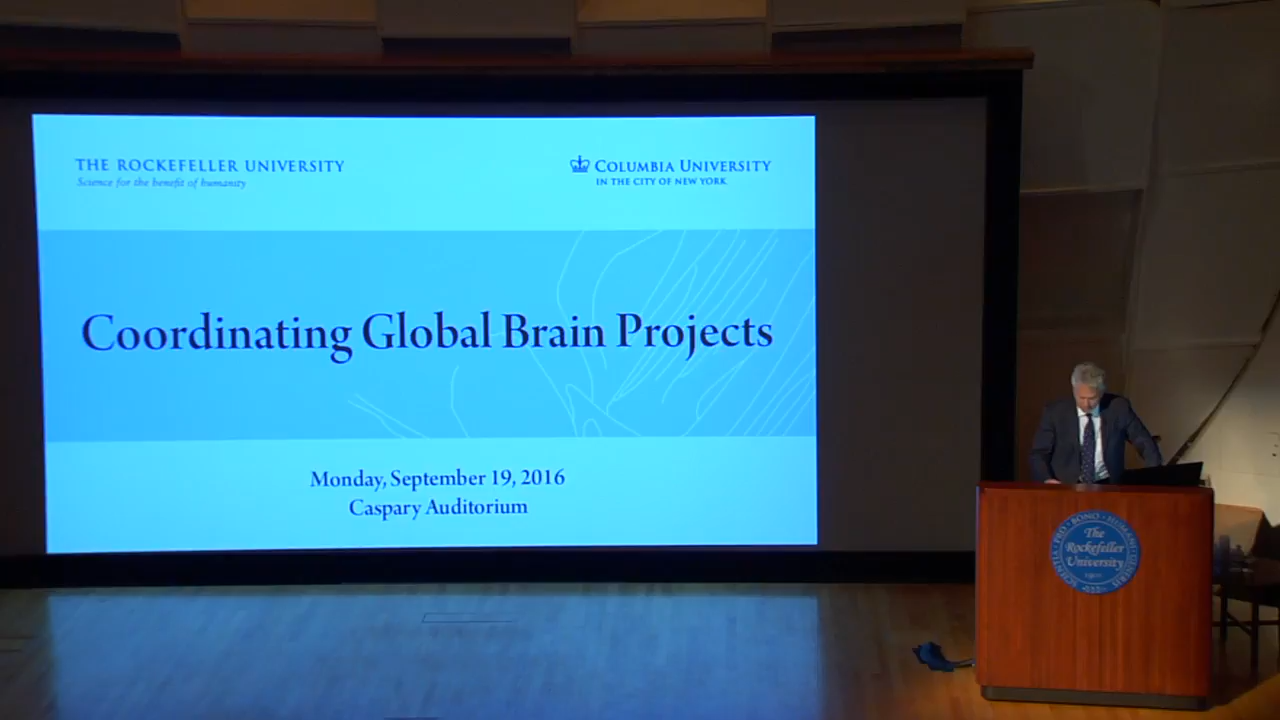 THE ROCKEFELLER UNIVERSITY
Science for the benefit of humanity
COLUMBIA UNIVERSITY
IN THE CITY OF NEW YORK
Coordinating Global Brain Projects
Monday, September 19, 2016
Caspary Auditorium
The
Rockefeller
University